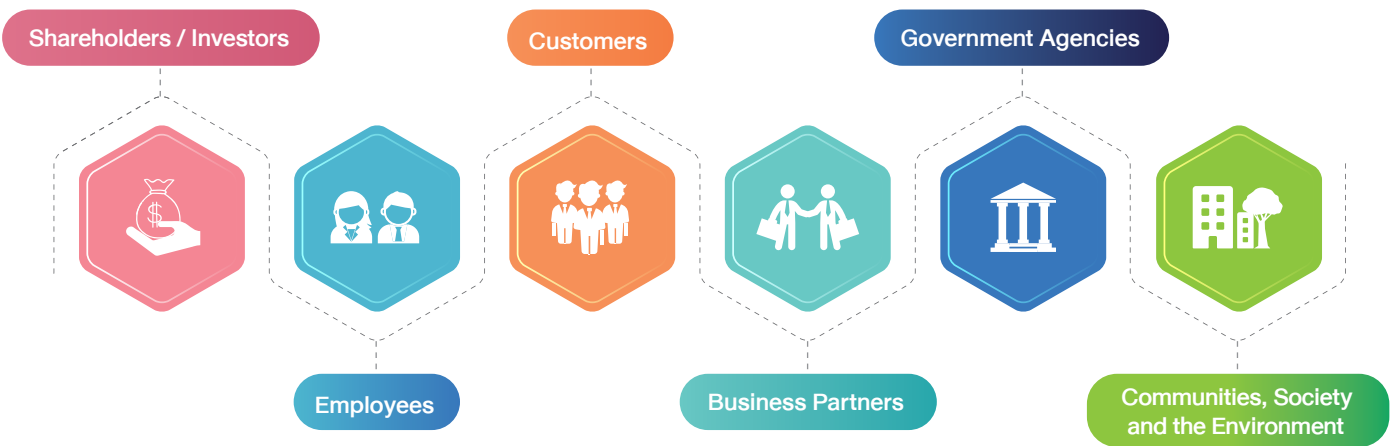 Shareholders / Investors
Customers
Government Agencies
$
Employees
Business Partners
Communities, Society
and the Environment